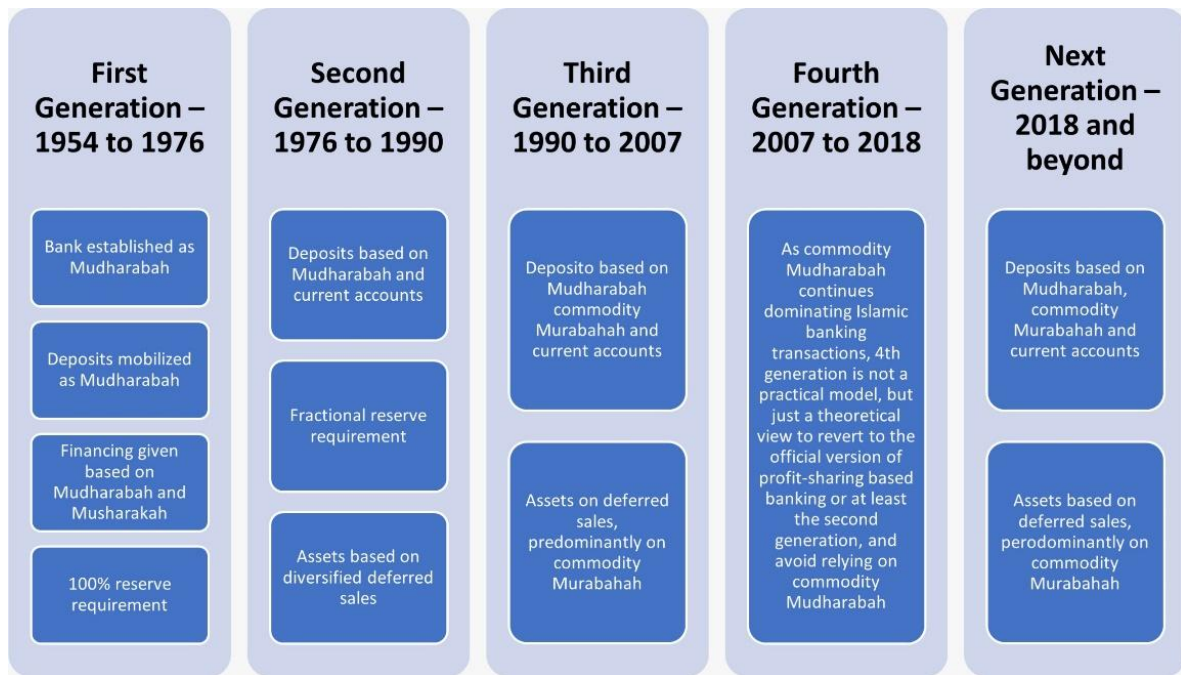 First
Generation –
1954 to 1976
Bank established as
Mudharabah
Deposits mobilized
as Mudharabah
Financing given
based on
Mudharabah and
Musharakah
100% reserve
requirement
Second
Generation –
1976 to 1990
Deposits based on
Mudharabah and
current accounts
Fractional reserve
requirement
Assets based on
diversified deferred
sales
Third
Generation –
1990 to 2007
Deposito based on
Mudharabah
commodity
Murabahah and
current accounts
Assets on deferred
sales,
predominantly on
commodity
Murabahah
Fourth
Generation –
2007 to 2018
As commodity
Mudharabah
continues
dominating Islamic
banking
transactions, 4th
generation is not a
practical model, but
just a theoretical
view to revert to the
official version of
profit-sharing based
banking or at least
the second
generation, and
avoid relying on
commodity
Mudharabah
Next
Generation –
2018 and
beyond
Deposits based on
Mudharabah,
commodity
Murabahah and
current accounts
Assets based on
deferred sales,
perodominantly on
commodity
Murabahah